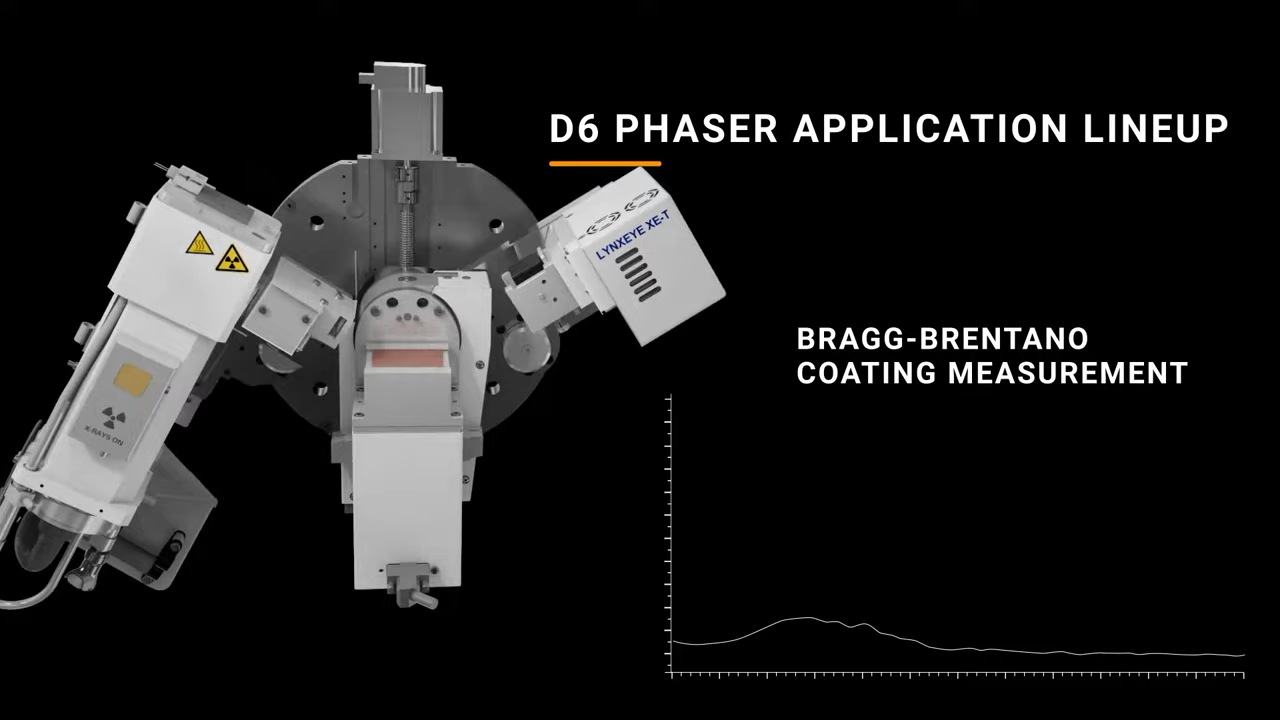 D6 PHASER APPLICATION LINEUP
LYNXEYE XE-T
BRAGG-BRENTANO
COATING MEASUREMENT
X-RAYS ON